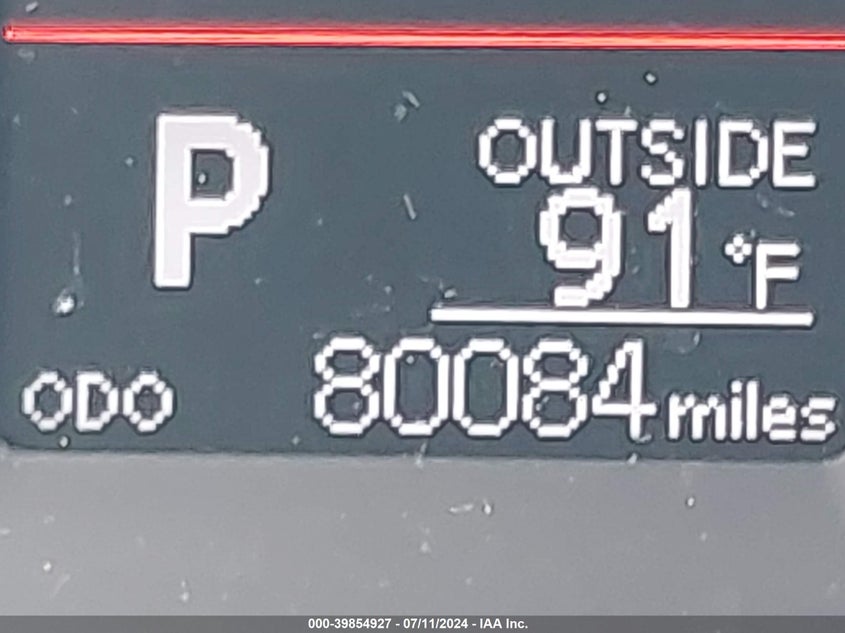 P
OUTSIDE
91°F
ODO 80084 miles
000-39854927 - 07/11/2024 - IAA Inc.